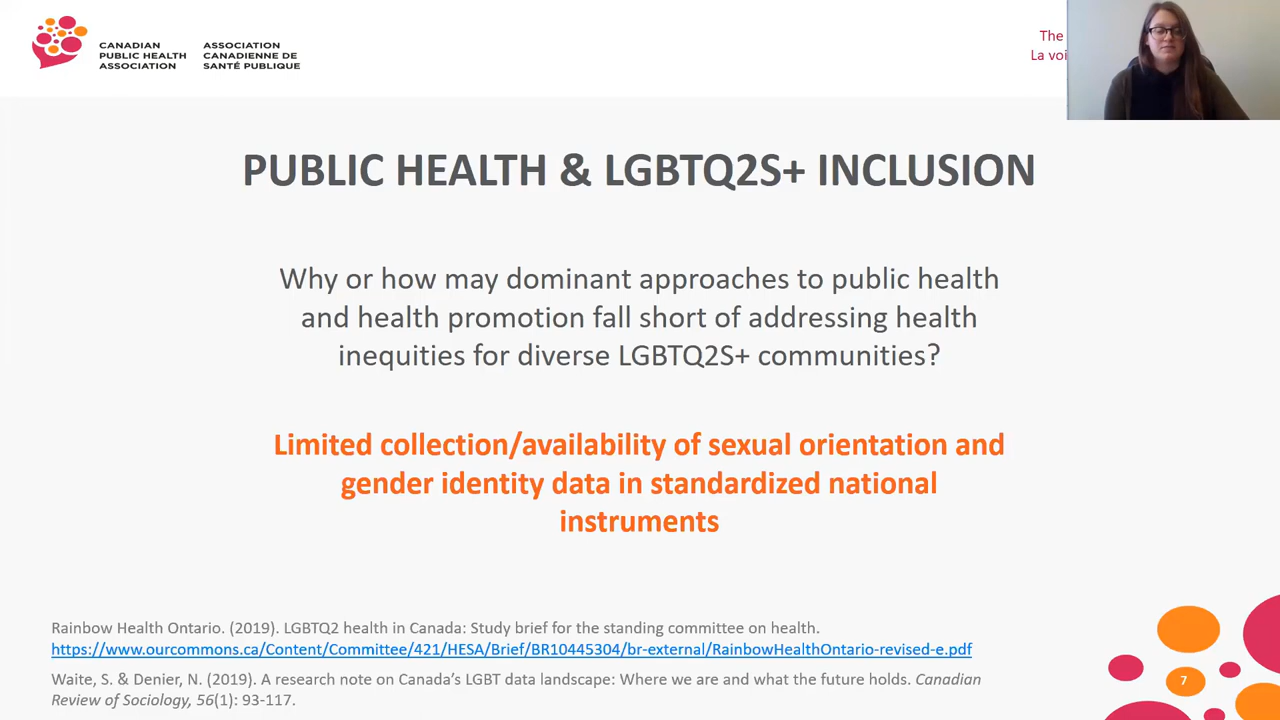 CANADIAN
PUBLIC HEALTH
ASSOCIATION
ASSOCIATION
CANADIENNE DE
SANTÉ PUBLIQUE
The
La voi
PUBLIC HEALTH & LGBTQ2S+ INCLUSION
Why or how may dominant approaches to public health
and health promotion fall short of addressing health
inequities for diverse LGBTQ2S+ communities?
Limited collection/availability of sexual orientation and
gender identity data in standardized national
instruments
Rainbow Health Ontario. (2019). LGBTQ2 health in Canada: Study brief for the standing committee on health.
https://www.ourcommons.ca/Content/Committee/421/HESA/Brief/BR10445304/br-external/RainbowHealthOntario-revised-e.pdf
Waite, S. & Denier, N. (2019). A research note on Canada's LGBT data landscape: Where we are and what the future holds. Canadian
Review of Sociology, 56(1): 93-117.
7